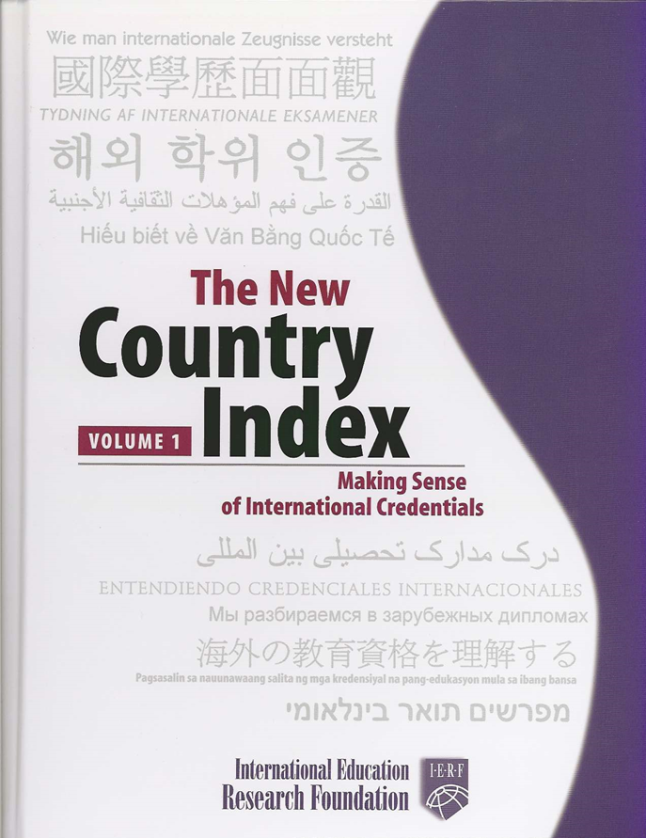 Wie man internationale Zeugnisse versteht
國際學歷面面觀
TYDNING AF INTERNATIONALE EKSAMENER
해외 학위 인증
القدرة على فهم المؤهلات الثقافية الأجنبية
Hiểu biết về Văn Bằng Quốc Tế
The New
Country
VOLUME 1 Index
Making Sense
of International Credentials
درک مدارک تحصیلی بین المللی
ENTENDIENDO CREDENCIALES INTERNACIONALES
Мы разбираемся в зарубежных дипломах
海外の教育資格を理解する
Pagsasalin sa nauunawaang salita ng mga kredensiyal na pang-edukasyon mula sa ibang bansa
מפרשים תואר בינלאומי
International Education
Research Foundation
I·E·R·F